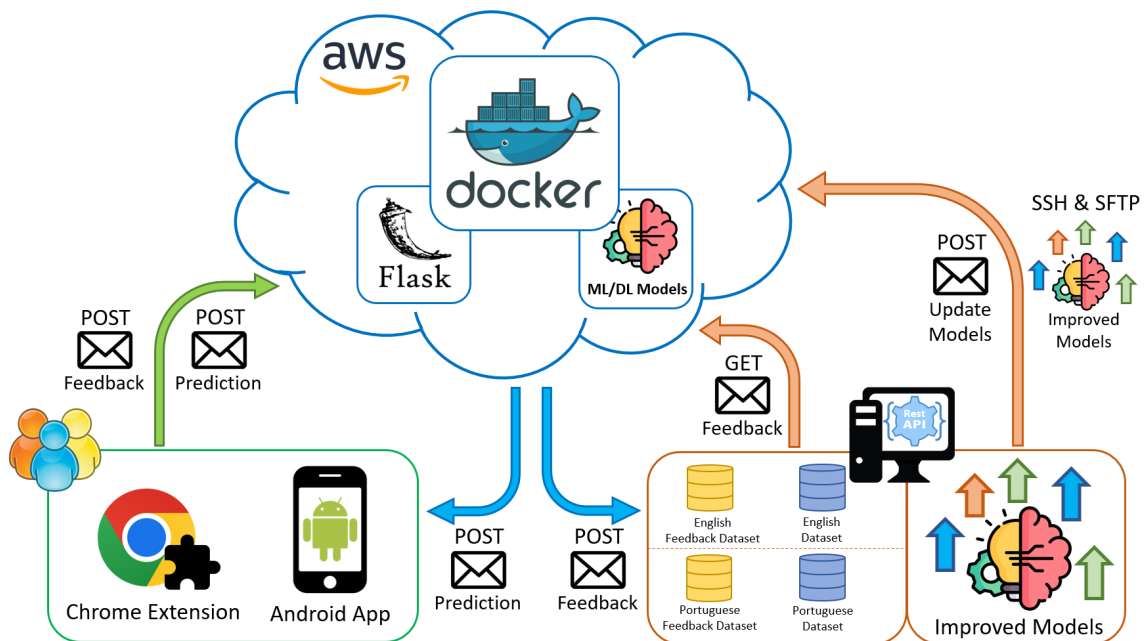 aws
docker
Flask
ML/DL Models
SSH & SFTP
POST
Update
Models
Improved
Models
POST
Feedback
POST
Prediction
GET
Feedback
{Rest
API}
English
Feedback Dataset
English
Dataset
Portuguese
Feedback Dataset
Portuguese
Dataset
POST
Prediction
POST
Feedback
Chrome Extension
Android App
Improved Models